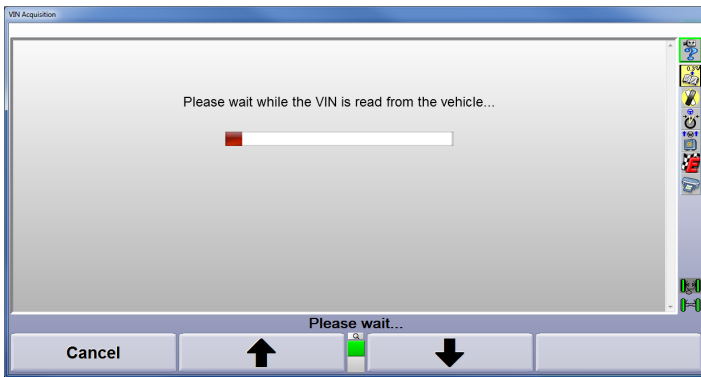 VIN Acquisition
Please wait while the VIN is read from the vehicle...
Please wait...
Cancel